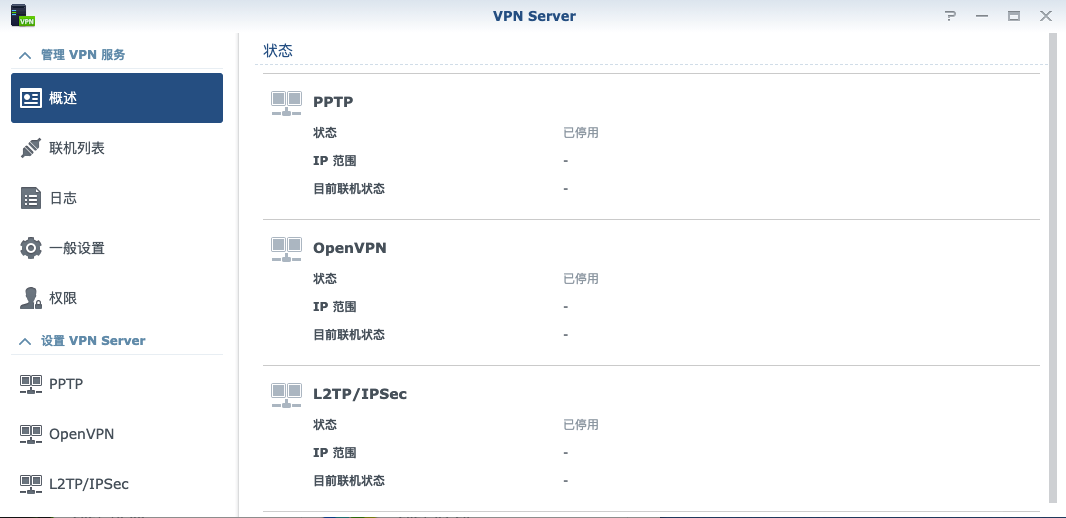 VPN
VPN Server
管理 VPN 服务
概述
联机列表
日志
一般设置
权限
设置 VPN Server
PPTP
OpenVPN
L2TP/IPSec
状态
PPTP
状态 已停用
IP 范围 -
目前联机状态 -
OpenVPN
状态 已停用
IP 范围 -
目前联机状态 -
L2TP/IPSec
状态 已停用
IP 范围 -
目前联机状态 -